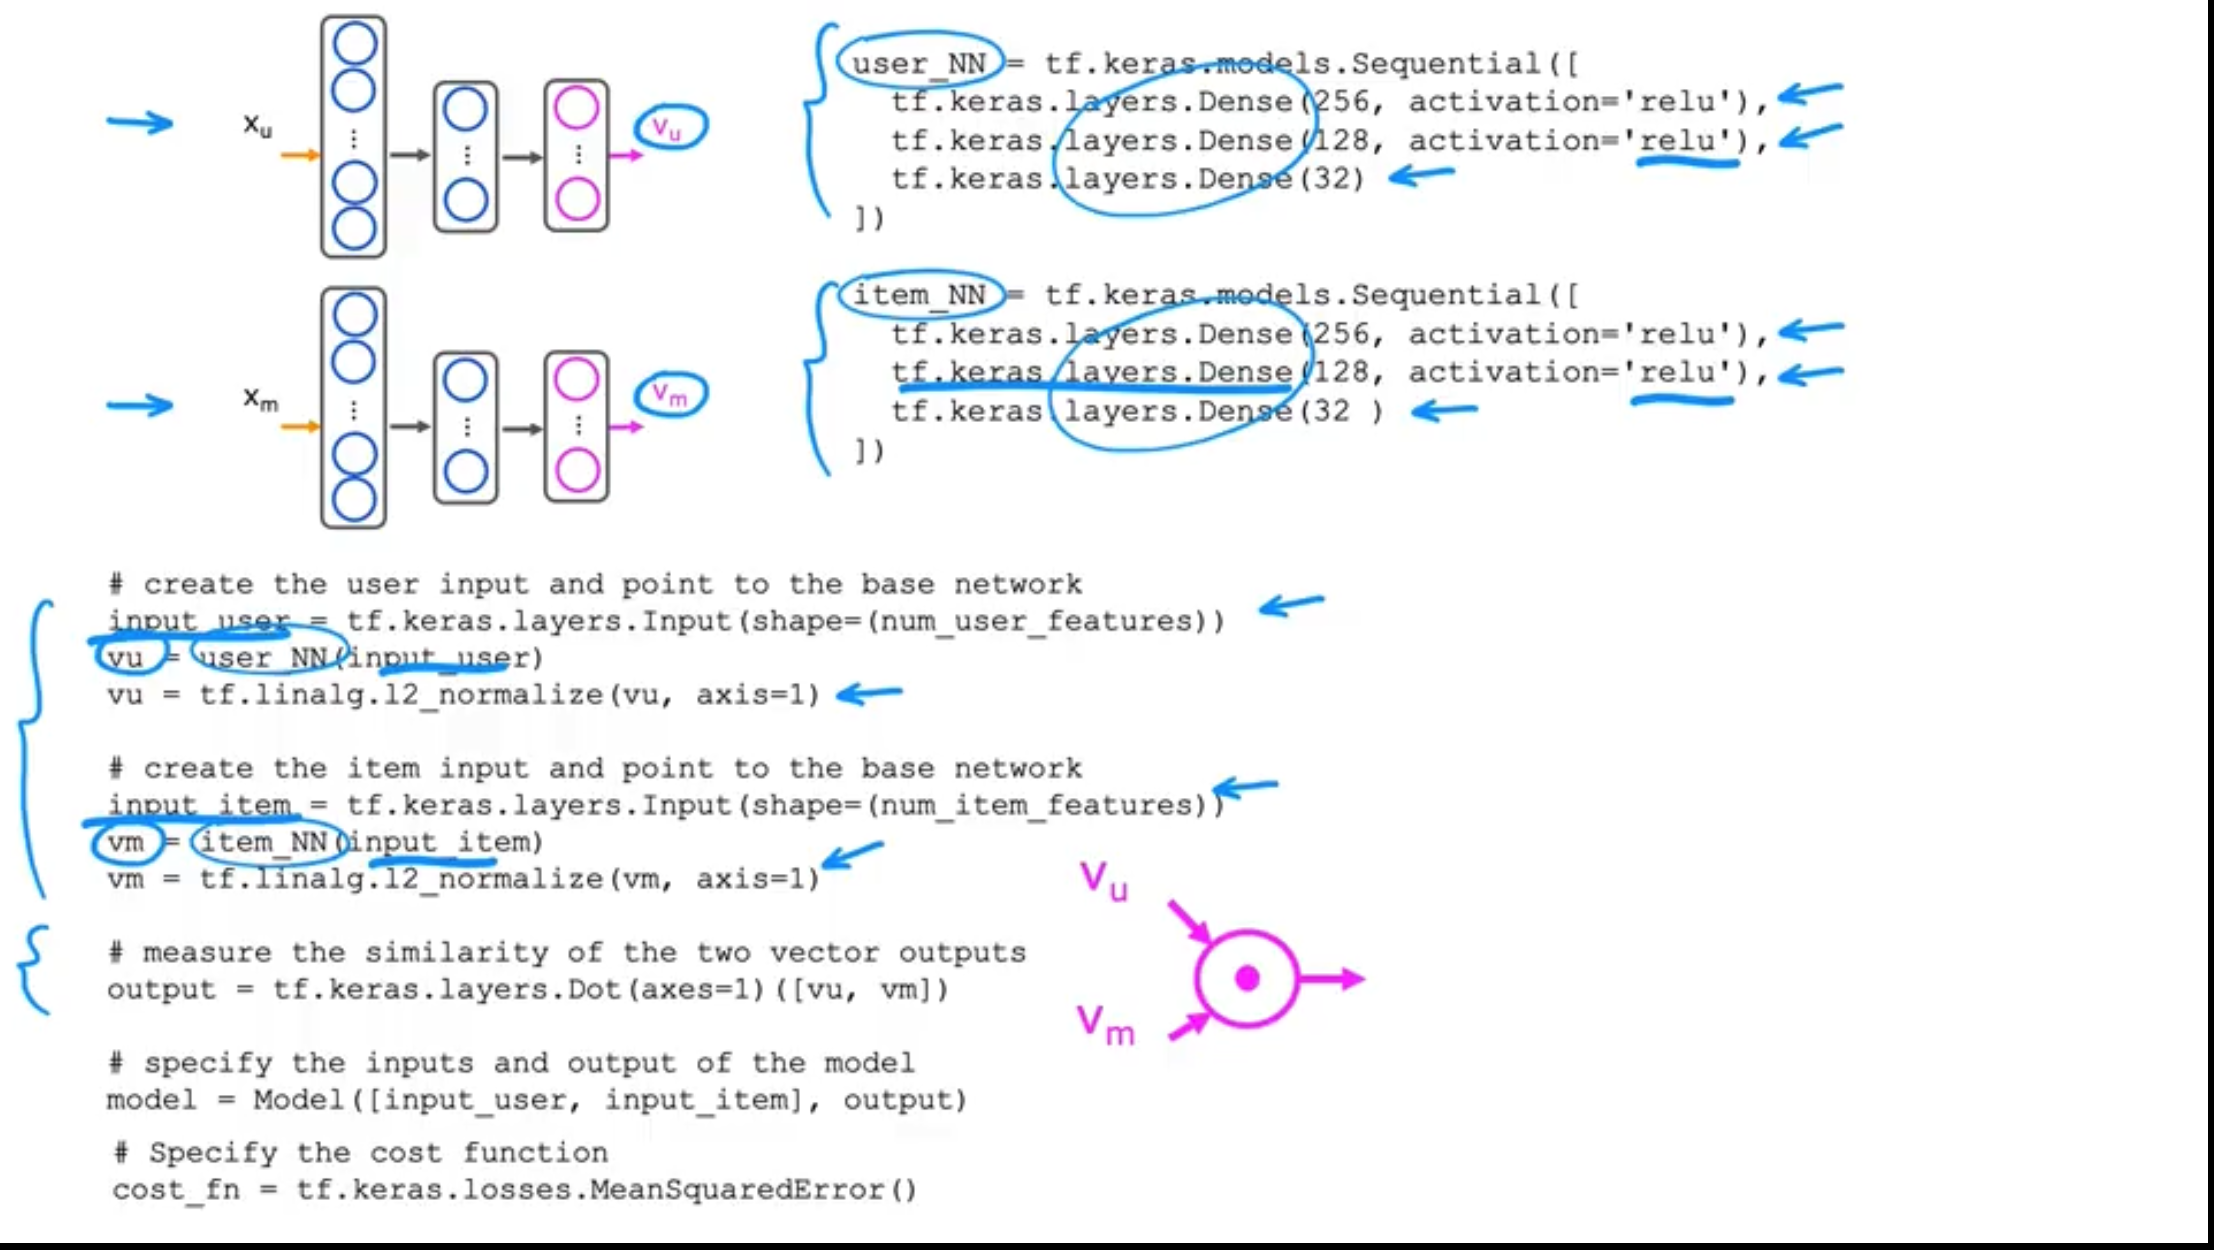 x_u
v_u
user_NN = tf.keras.models.Sequential([
tf.keras.layers.Dense(256, activation='relu'),
tf.keras.layers.Dense(128, activation='relu'),
tf.keras.layers.Dense(32)
])
x_m
v_m
item_NN = tf.keras.models.Sequential([
tf.keras.layers.Dense(256, activation='relu'),
tf.keras.layers.Dense(128, activation='relu'),
tf.keras.layers.Dense(32 )
])
# create the user input and point to the base network
input_user = tf.keras.layers.Input(shape=(num_user_features))
vu = user_NN(input_user)
vu = tf.linalg.l2_normalize(vu, axis=1)
# create the item input and point to the base network
input_item = tf.keras.layers.Input(shape=(num_item_features))
vm = item_NN(input_item)
vm = tf.linalg.l2_normalize(vm, axis=1)
# measure the similarity of the two vector outputs
output = tf.keras.layers.Dot(axes=1)([vu, vm])
v_u
v_m
# specify the inputs and output of the model
model = Model([input_user, input_item], output)
# Specify the cost function
cost_fn = tf.keras.losses.MeanSquaredError()